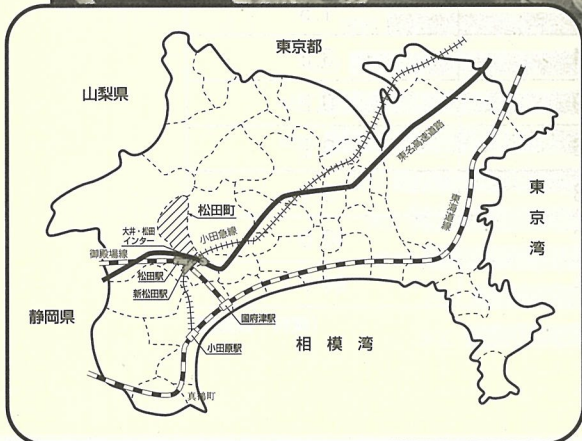 東京都
山梨県
松田町
東名高速道路
東海道線
東
京
湾
大井・松田
インター
小田急線
御殿場線
松田駅
新松田駅
静岡県
国府津駅
小田原駅
相模湾
真鶴町